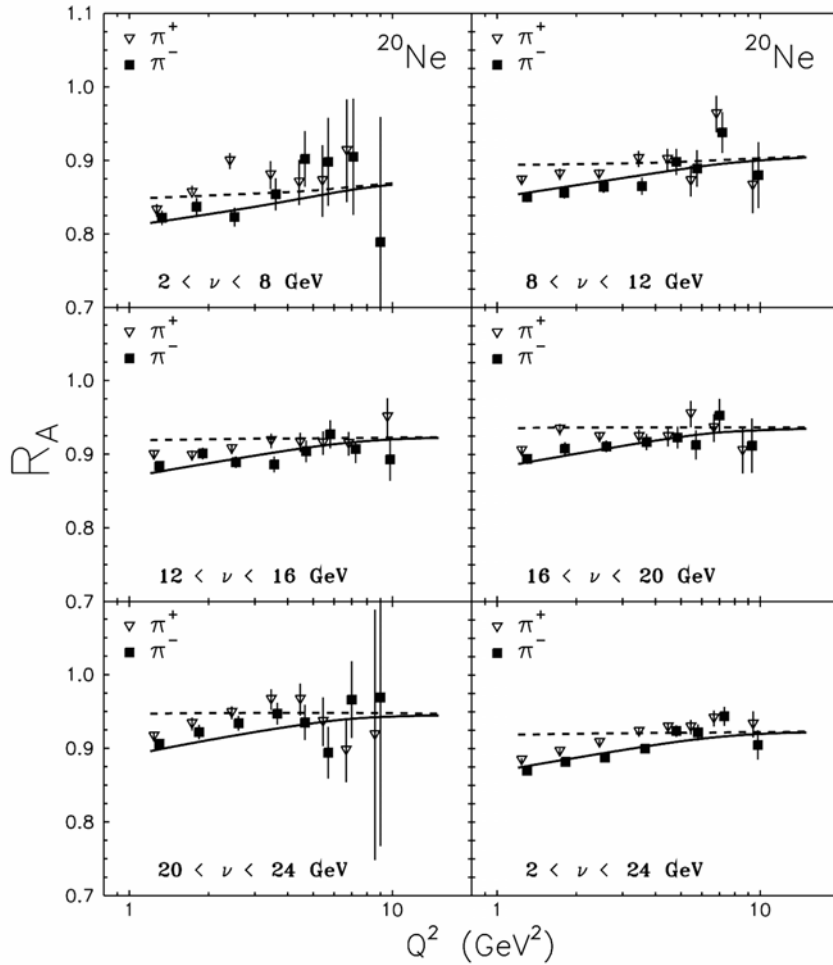 1.1
π+
π−
20Ne
π+
π−
20Ne
1.0
0.9
0.8
2 < ν < 8 GeV
8 < ν < 12 GeV
0.7
π+
π−
π+
π−
1.0
R_A
0.9
0.8
12 < ν < 16 GeV
16 < ν < 20 GeV
0.7
π+
π−
π+
π−
1.0
0.9
0.8
20 < ν < 24 GeV
2 < ν < 24 GeV
0.7
1 10 1 10
Q² (GeV²)